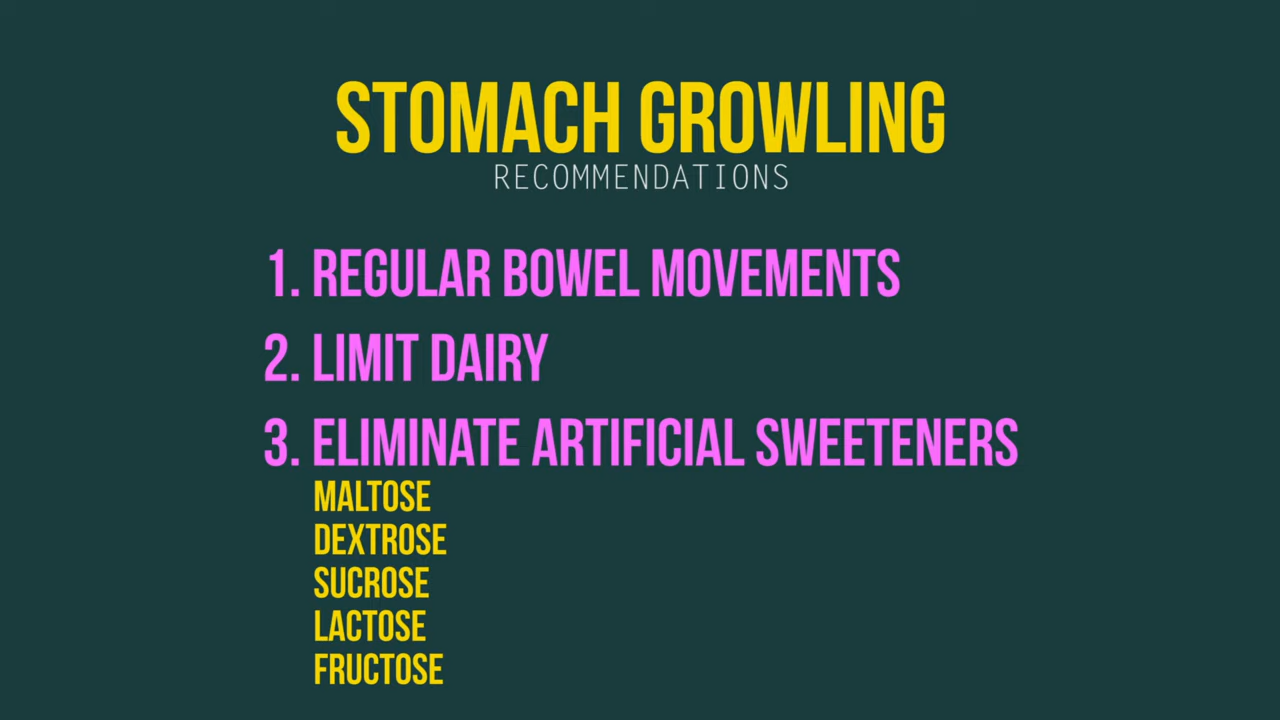 STOMACH GROWLING
RECOMMENDATIONS
1. REGULAR BOWEL MOVEMENTS
2. LIMIT DAIRY
3. ELIMINATE ARTIFICIAL SWEETENERS
MALTOSE
DEXTROSE
SUCROSE
LACTOSE
FRUCTOSE